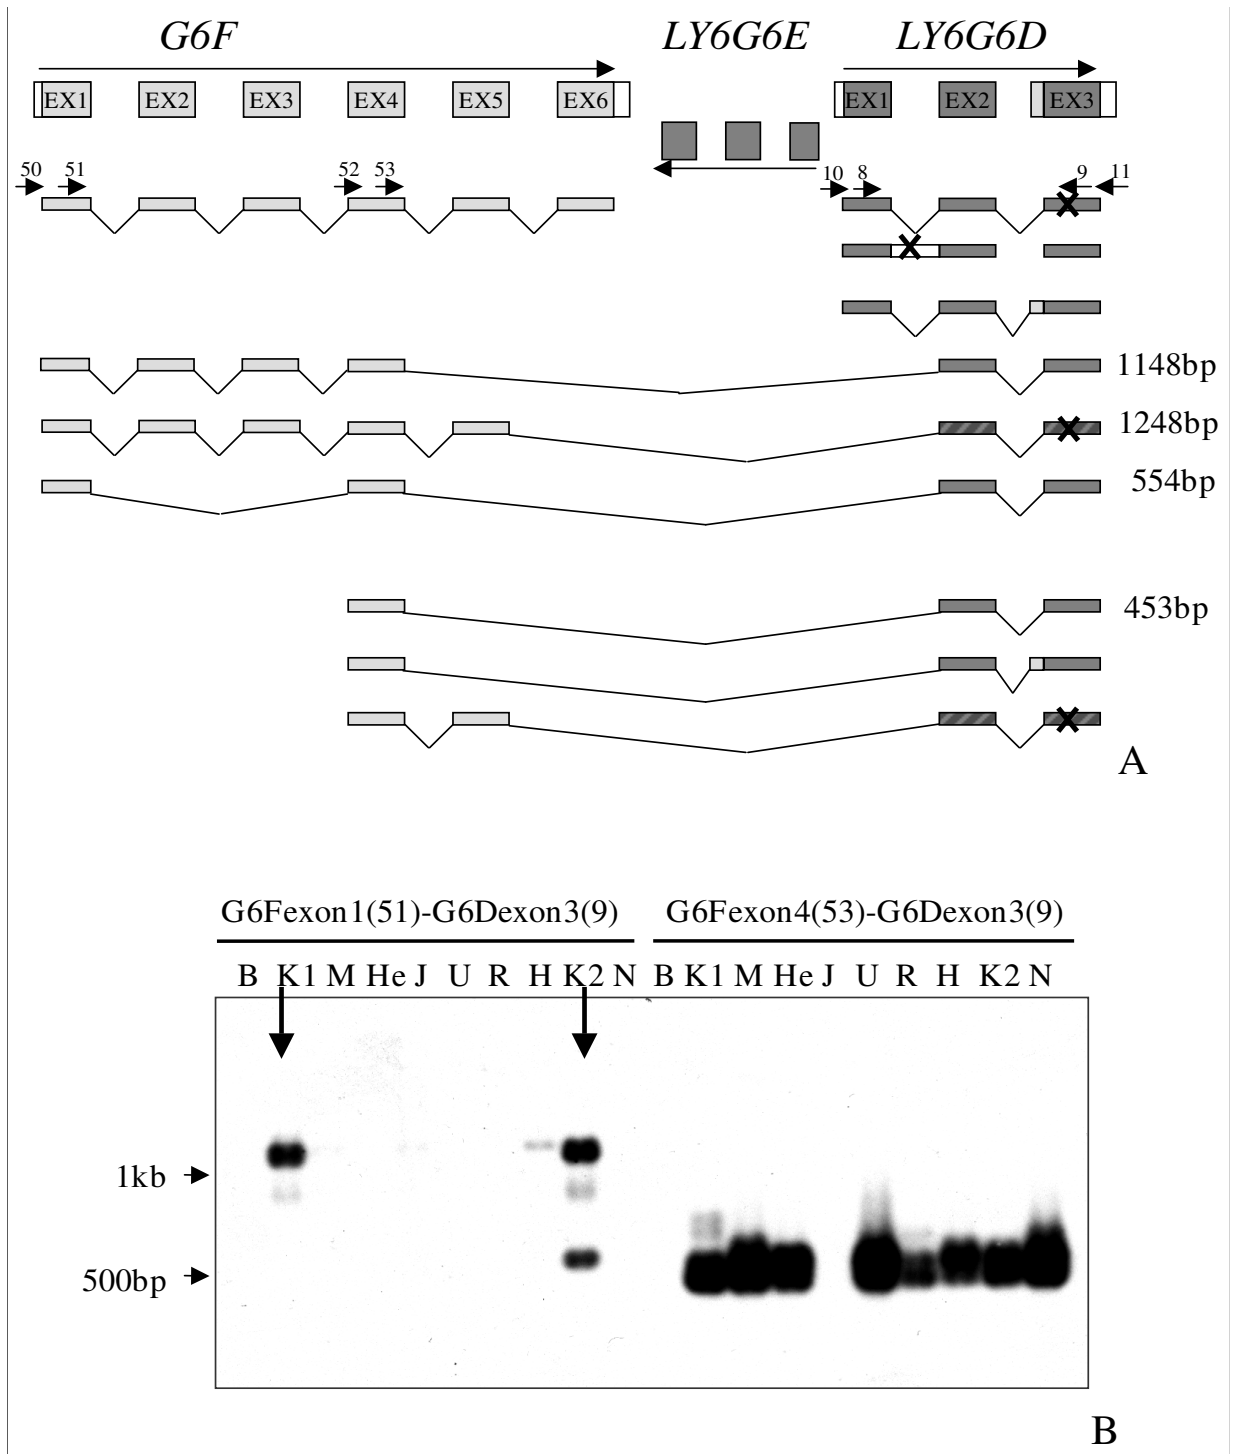 G6F LY6G6E LY6G6D
EX1 EX2 EX3 EX4 EX5 EX6 EX1 EX2 EX3
50 51 52 53 10 8 9 11
1148bp
1248bp
554bp
453bp
A
G6Fexon1(51)-G6Dexon3(9) G6Fexon4(53)-G6Dexon3(9)
B K1 M He J U R H K2 N B K1 M He J U R H K2 N
1kb
500bp
B